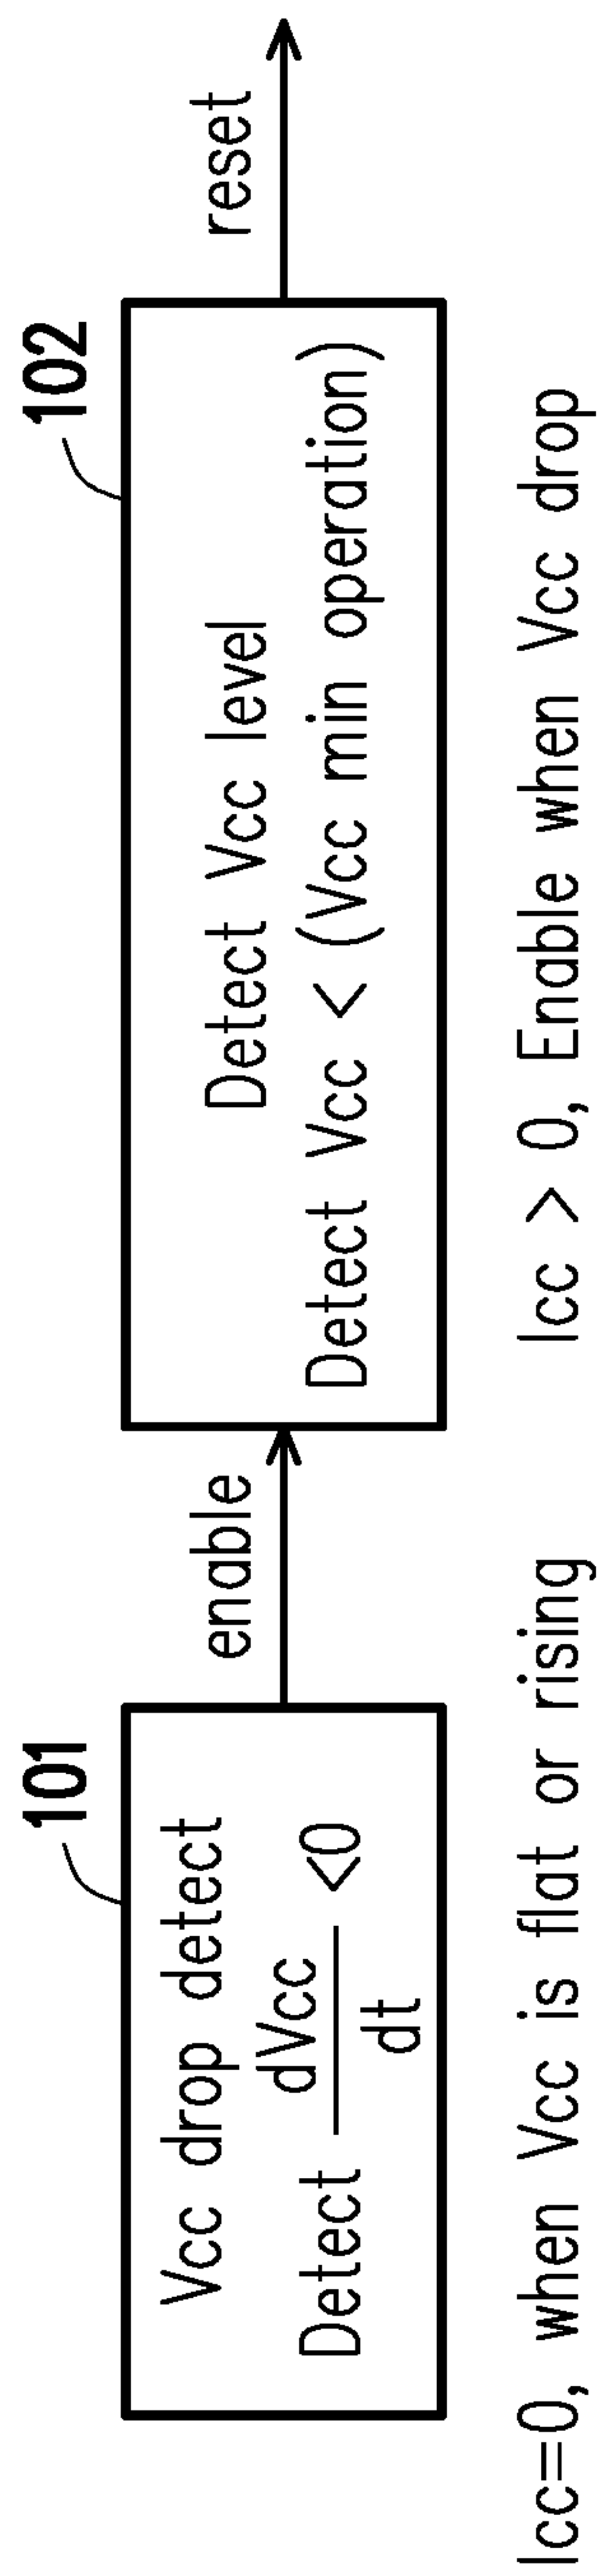 101
Vcc drop detect
Detect dVcc/dt <0
enable
102
Detect Vcc level
Detect Vcc < (Vcc min operation)
reset
Icc=0, when Vcc is flat or rising
Icc > 0, Enable when Vcc drop